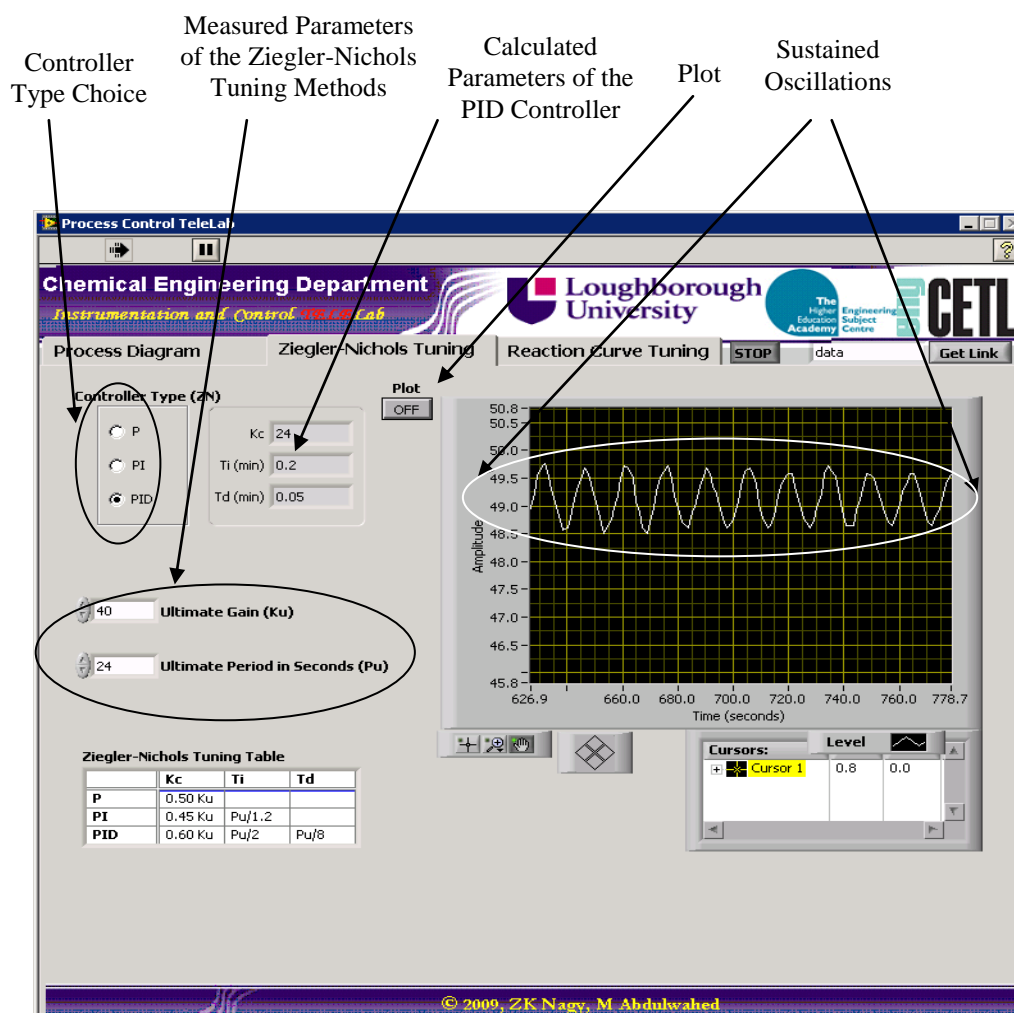 Controller
Type Choice
Measured Parameters
of the Ziegler-Nichols
Tuning Methods
Calculated
Parameters of the
PID Controller
Plot
Sustained
Oscillations
Process Control TeleLab
Chemical Engineering Department
Instrumentation and Control TELE Lab
Loughborough
University
The
Higher
Education
Academy
Engineering
Subject
Centre
CETL
Process Diagram
Ziegler-Nichols Tuning
Reaction Curve Tuning
STOP
data
Get Link
Controller Type (ZN)
P
PI
PID
Kc 24
Ti (min) 0.2
Td (min) 0.05
Plot
OFF
40 Ultimate Gain (Ku)
24 Ultimate Period in Seconds (Pu)
Amplitude
50.8
50.5
50.0
49.5
49.0
48.5
48.0
47.5
47.0
46.5
45.8
626.9 660.0 680.0 700.0 720.0 740.0 760.0 778.7
Time (seconds)
Cursors: Level
Cursor 1 0.8 0.0
Ziegler-Nichols Tuning Table
Kc Ti Td
P 0.50 Ku
PI 0.45 Ku Pu/1.2
PID 0.60 Ku Pu/2 Pu/8
© 2009, ZK Nagy, M Abdulwahed